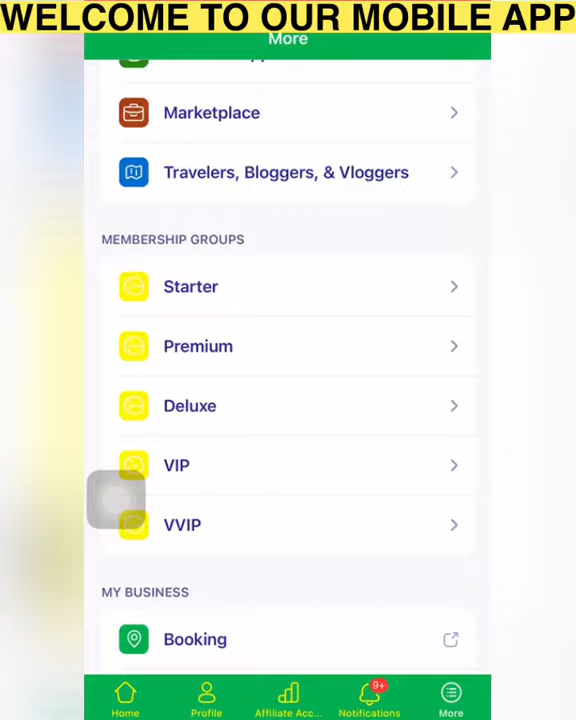 WELCOME TO OUR MOBILE APP
More
Marketplace
Travelers, Bloggers, & Vloggers
MEMBERSHIP GROUPS
Starter
Premium
Deluxe
VIP
VVIP
MY BUSINESS
Booking
9+
Home Profile Affiliate Acc... Notifications More